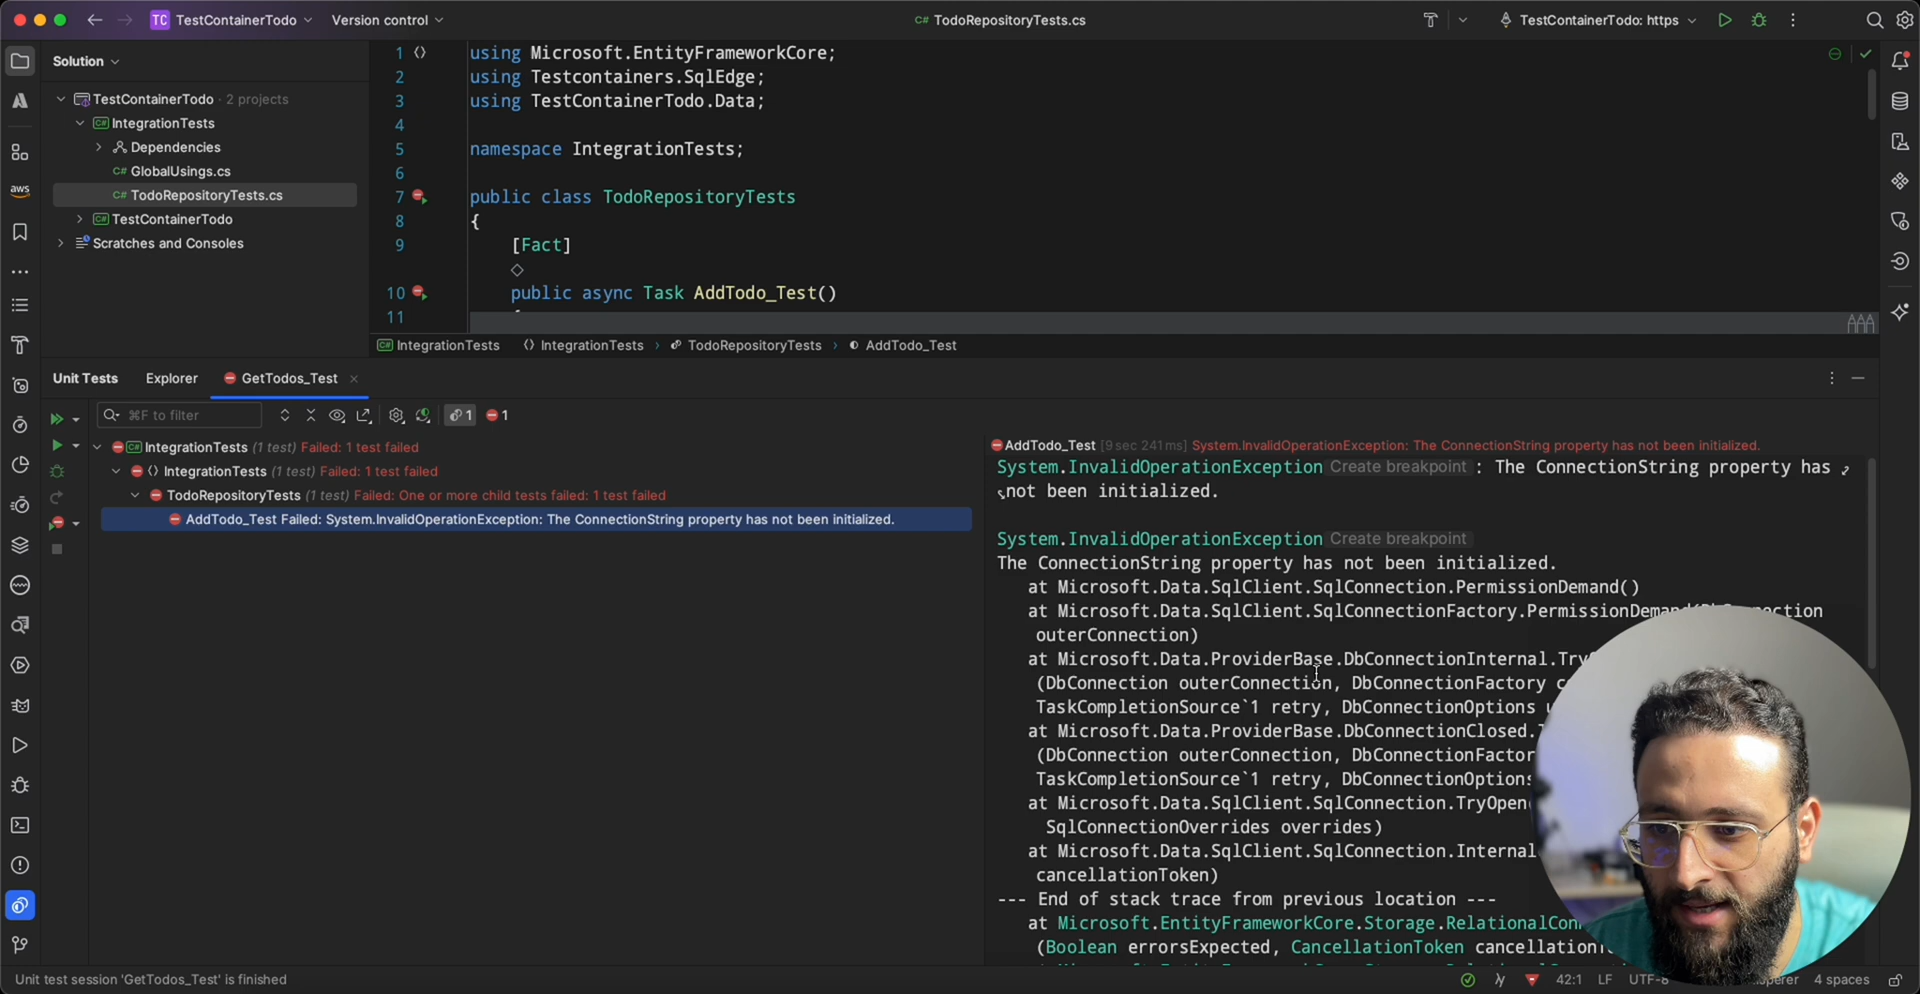 TC TestContainerTodo
Version control
C# TodoRepositoryTests.cs
TestContainerTodo: https
Solution
TestContainerTodo · 2 projects
C# IntegrationTests
Dependencies
C# GlobalUsings.cs
C# TodoRepositoryTests.cs
C# TestContainerTodo
Scratches and Consoles
aws
1 using Microsoft.EntityFrameworkCore;
2 using Testcontainers.SqlEdge;
3 using TestContainerTodo.Data;
4
5 namespace IntegrationTests;
6
7 public class TodoRepositoryTests
8 {
9 [Fact]
10 public async Task AddTodo_Test()
11 {
C# IntegrationTests
IntegrationTests › TodoRepositoryTests › AddTodo_Test
Unit Tests
Explorer
GetTodos_Test
⌘F to filter
1
1
C# IntegrationTests (1 test) Failed: 1 test failed
IntegrationTests (1 test) Failed: 1 test failed
TodoRepositoryTests (1 test) Failed: One or more child tests failed: 1 test failed
AddTodo_Test Failed: System.InvalidOperationException: The ConnectionString property has not been initialized.
AddTodo_Test [9 sec 241 ms] System.InvalidOperationException: The ConnectionString property has not been initialized.
System.InvalidOperationException Create breakpoint : The ConnectionString property has
not been initialized.
System.InvalidOperationException Create breakpoint
The ConnectionString property has not been initialized.
at Microsoft.Data.SqlClient.SqlConnection.PermissionDemand()
at Microsoft.Data.SqlClient.SqlConnectionFactory.PermissionDemand(DbConnection
outerConnection)
at Microsoft.Data.ProviderBase.DbConnectionInternal.
(DbConnection outerConnection, DbConnectionFactory
TaskCompletionSource`1 retry, DbConnectionOptions
at Microsoft.Data.ProviderBase.DbConnectionClosed.
(DbConnection outerConnection,
TaskCompletionSource`1 retry, DbConnectionOptions
at Microsoft.Data.SqlClient.SqlConnection.
SqlConnectionOverrides overrides)
at Microsoft.Data.SqlClient.SqlConnection.
cancellationToken)
--- End of stack trace from previous location ---
at Microsoft.EntityFrameworkCore.Storage.
(Boolean errorsExpected, CancellationToken
Unit test session 'GetTodos_Test' is finished
42:1
LF
UTF-8
4 spaces